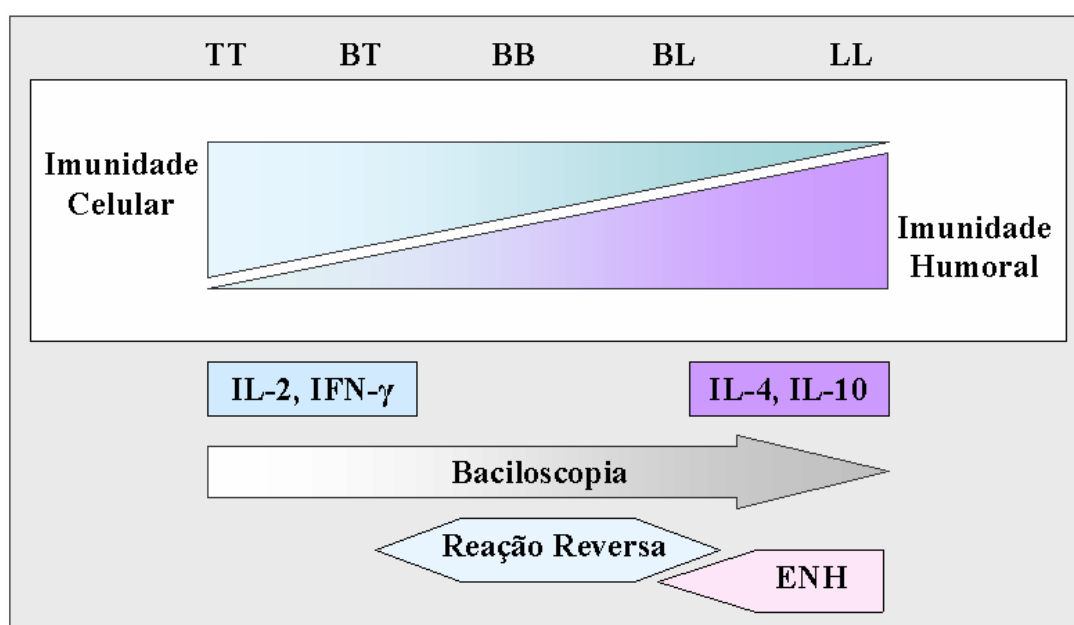 TT BT BB BL LL
Imunidade
Celular
Imunidade
Humoral
IL-2, IFN-γ
IL-4, IL-10
Baciloscopia
Reação Reversa
ENH